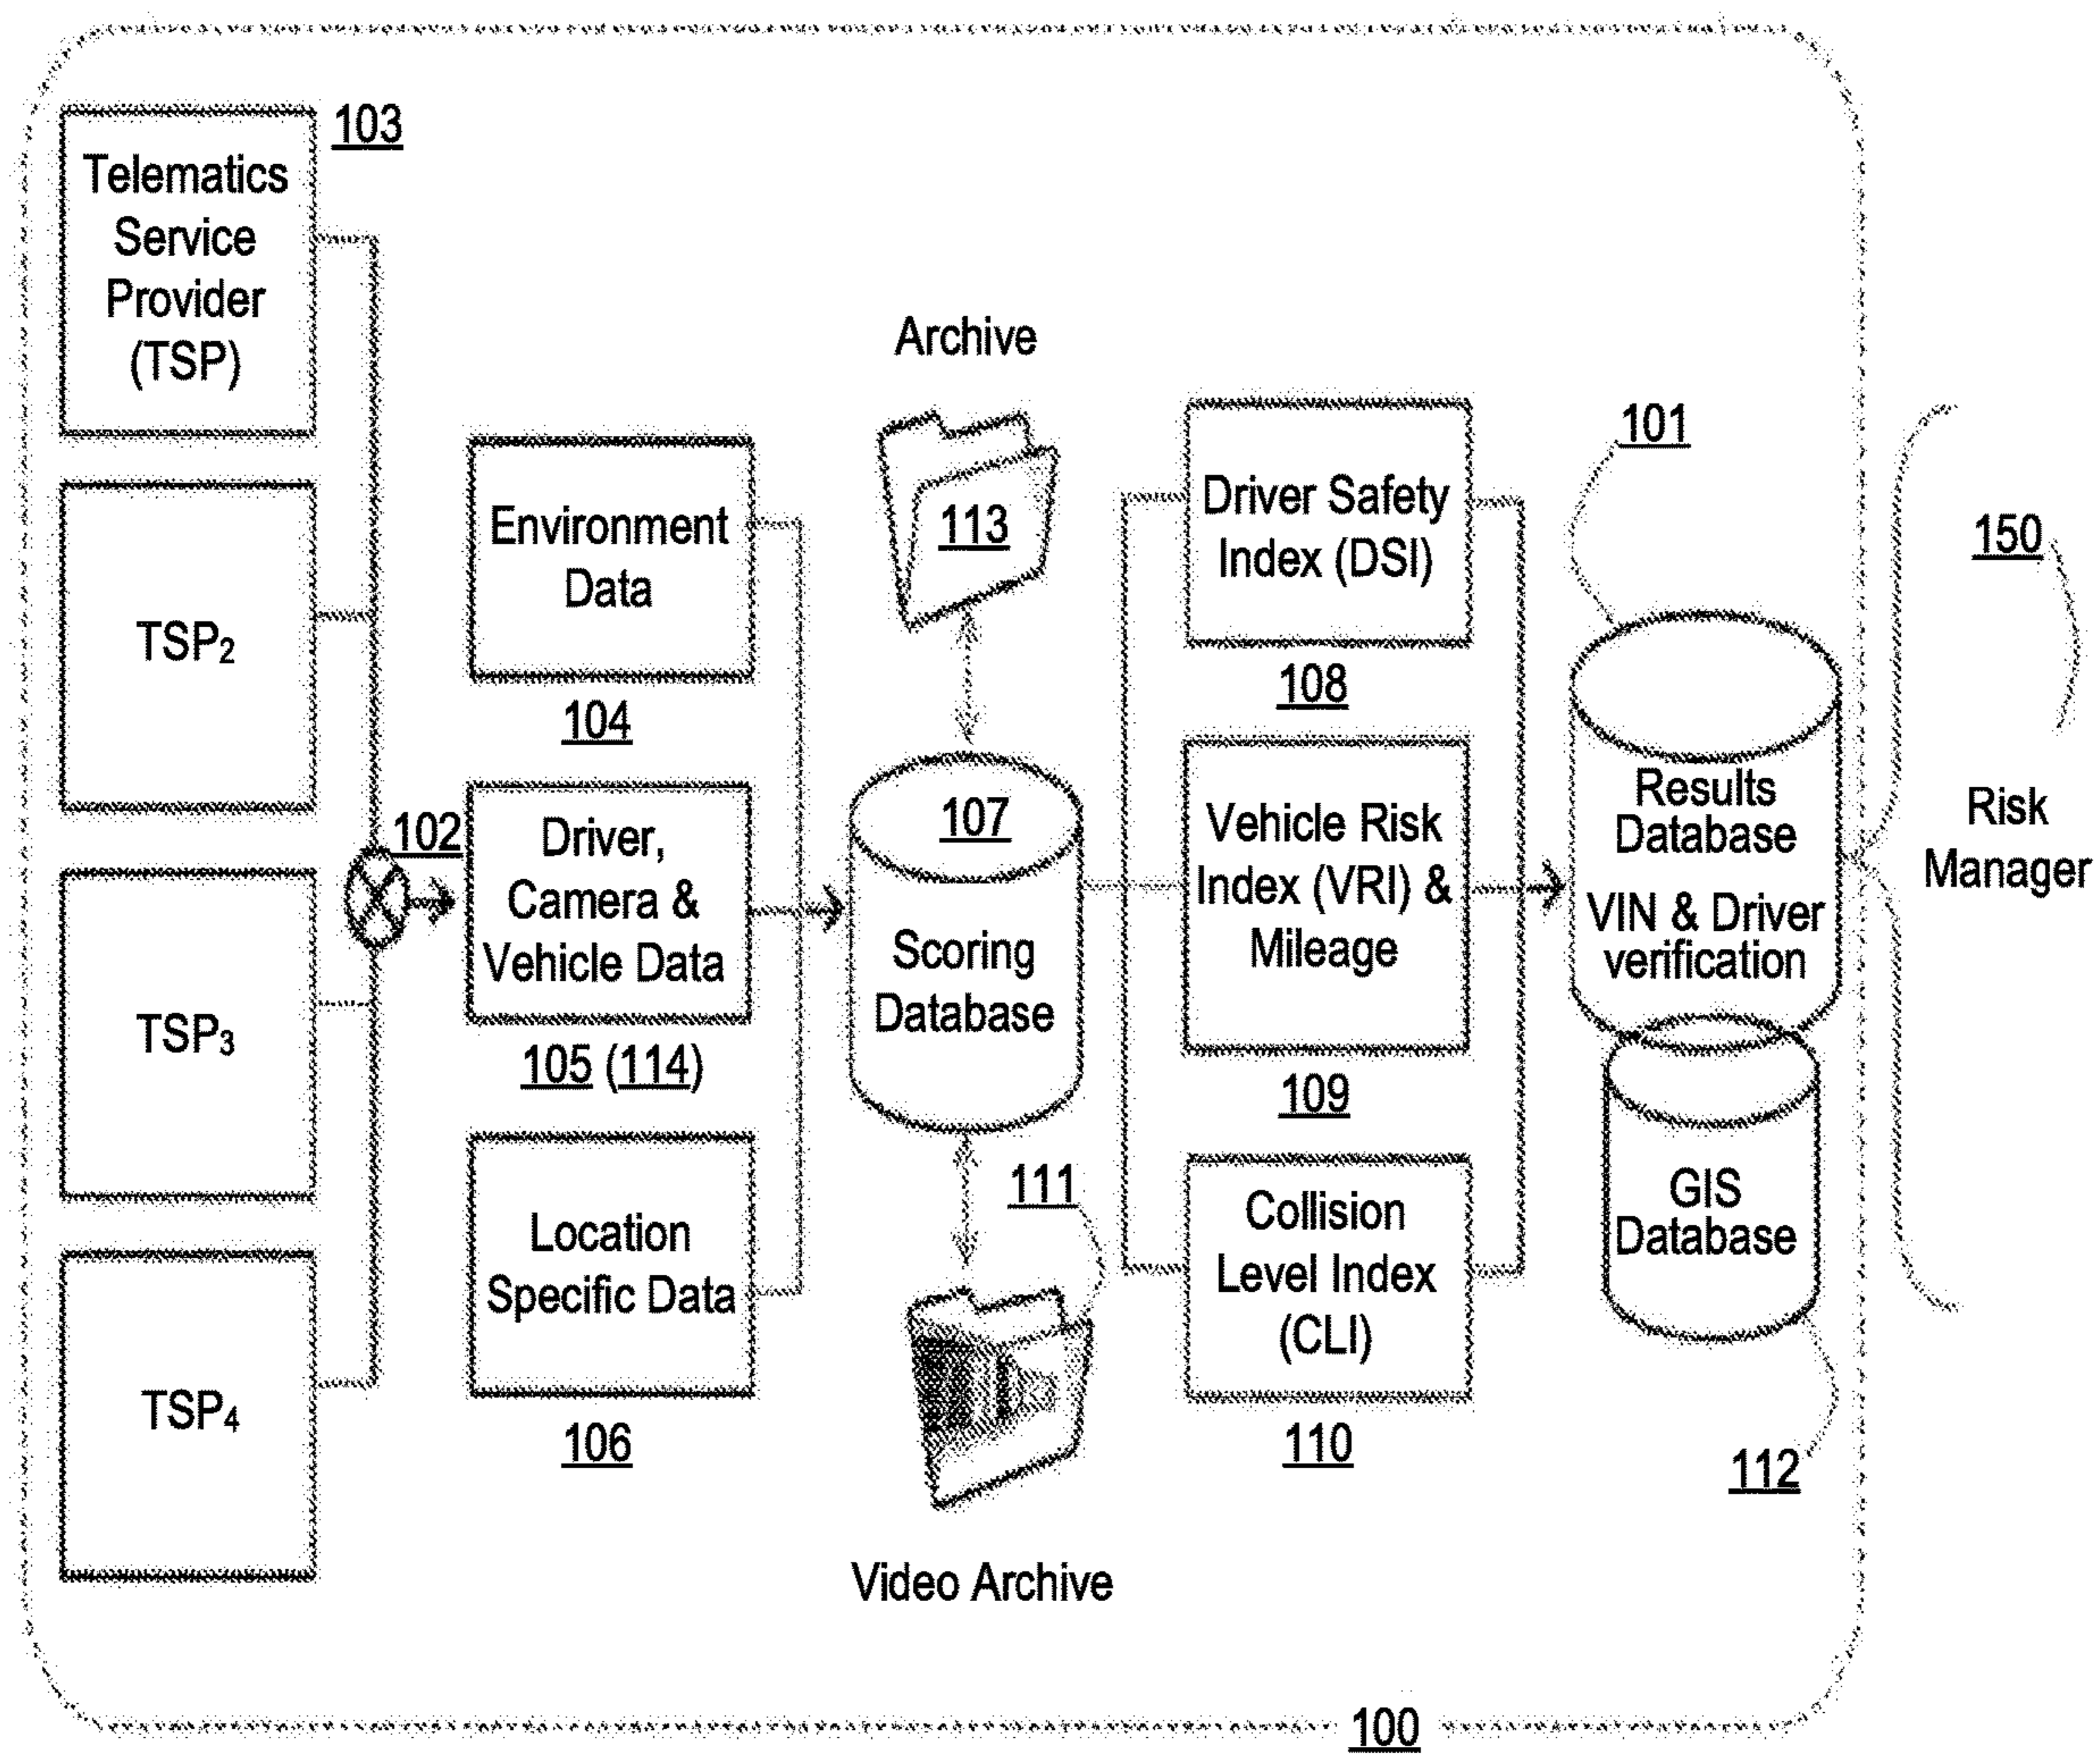 103
Telematics
Service
Provider
(TSP)
TSP2
TSP3
TSP4
102
Environment
Data
104
Driver,
Camera &
Vehicle Data
105 (114)
Location
Specific Data
106
Archive
113
107
Scoring
Database
111
Video Archive
Driver Safety
Index (DSI)
108
Vehicle Risk
Index (VRI) &
Mileage
109
Collision
Level Index
(CLI)
110
101
Results
Database
VIN & Driver
verification
GIS
Database
112
150
Risk
Manager
100